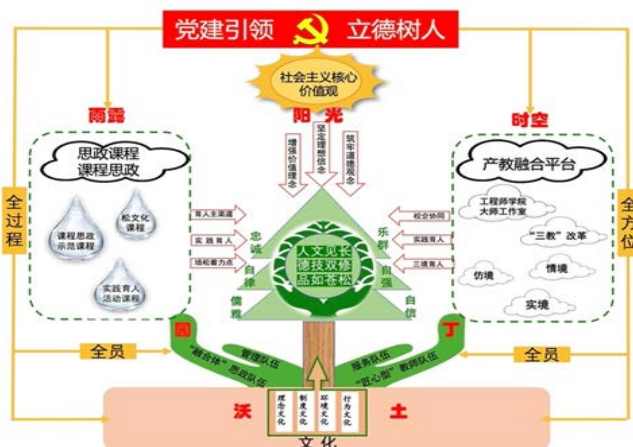 党建引领 立德树人
社会主义核心
价值观
雨露
阳光
时空
思政课程
课程思政
松文化
课程
课程思政
示范课程
实践育人
活动课程
增强价值理念
坚定理想信念
筑牢道德观念
产教融合平台
工程师学院
大师工作室
“三教”改革
仿境
情境
实境
全过程
全方位
育人主渠道
实践育人
培松着力点
校企协同
实践育人
三境育人
忠诚
自律
儒雅
乐群
自强
自信
人文见长
德技双修
品如苍松
园
丁
全员
全员
管理队伍
“融合体”思政队伍
服务队伍
“匠心型”教师队伍
沃
土
理念文化
制度文化
环境文化
行为文化
文化